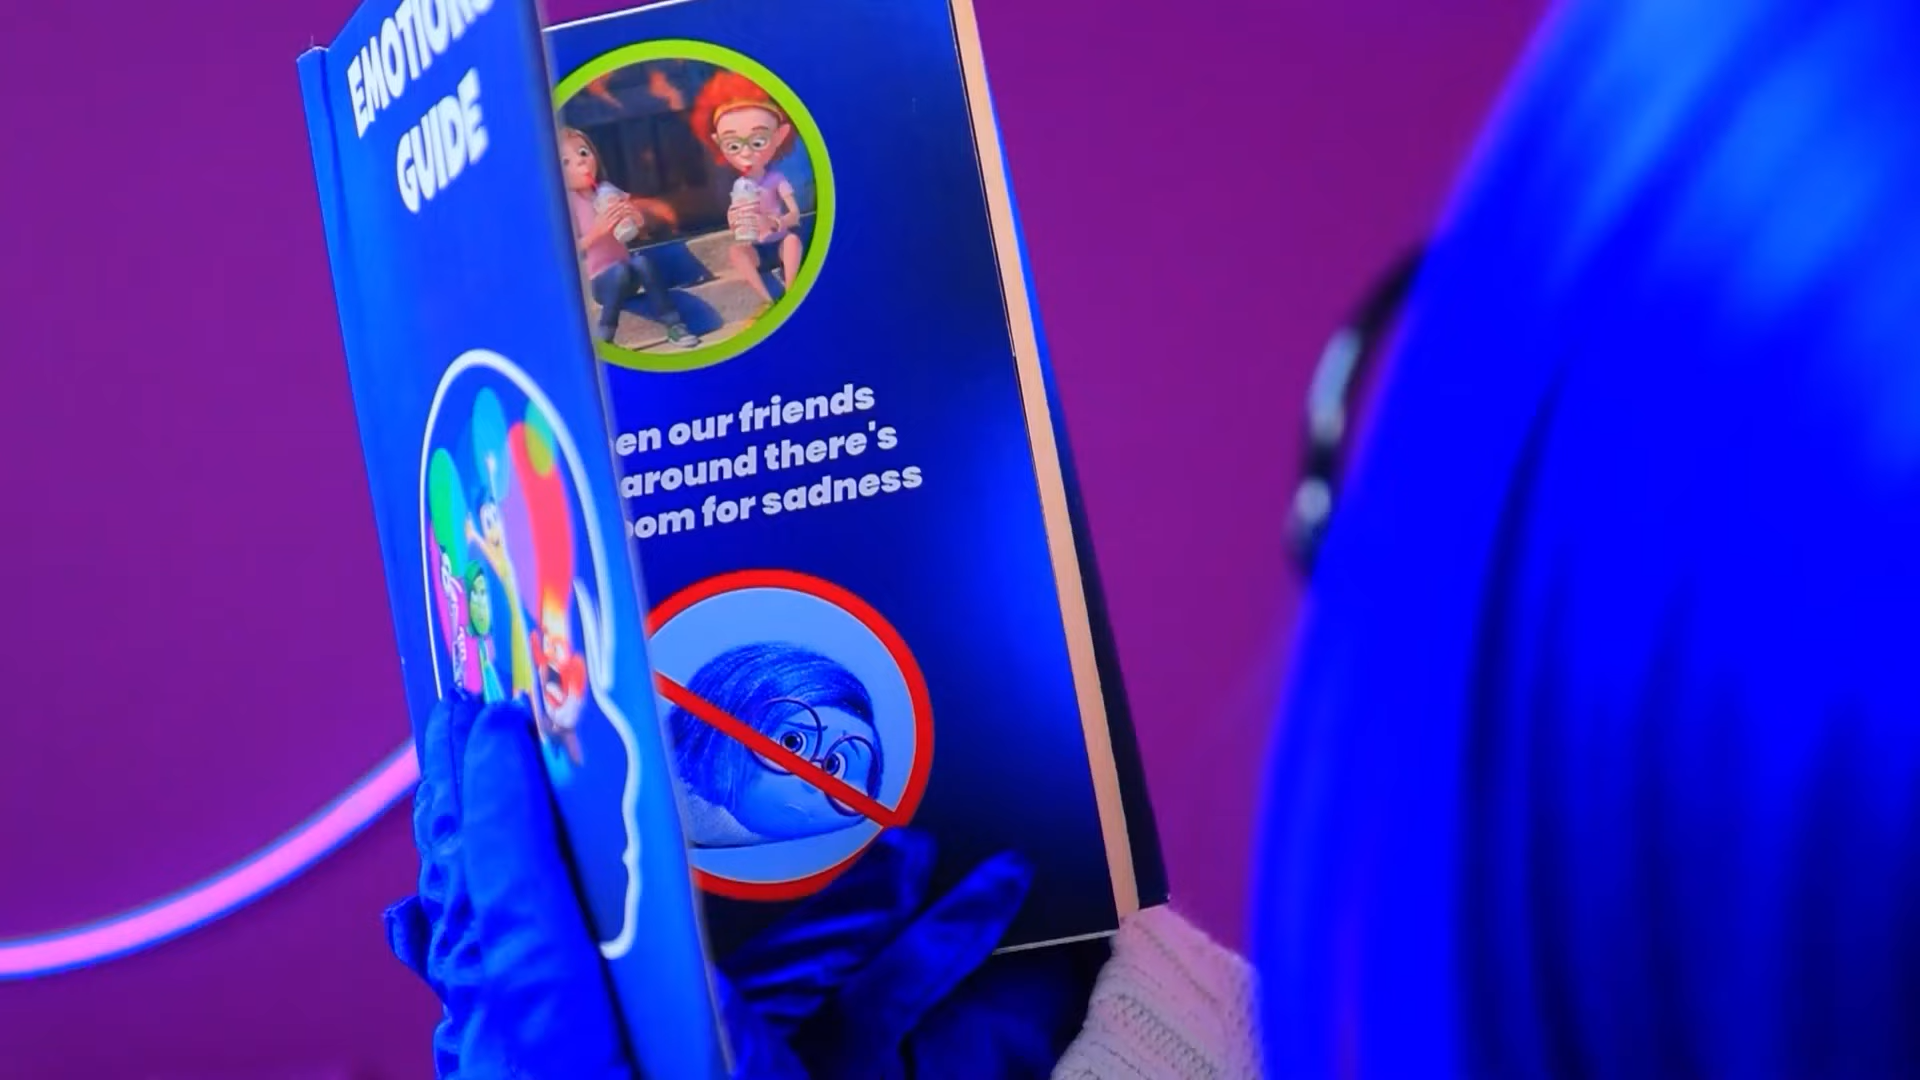 EMOTIONS
GUIDE
en our friends
around there's
oom for sadness